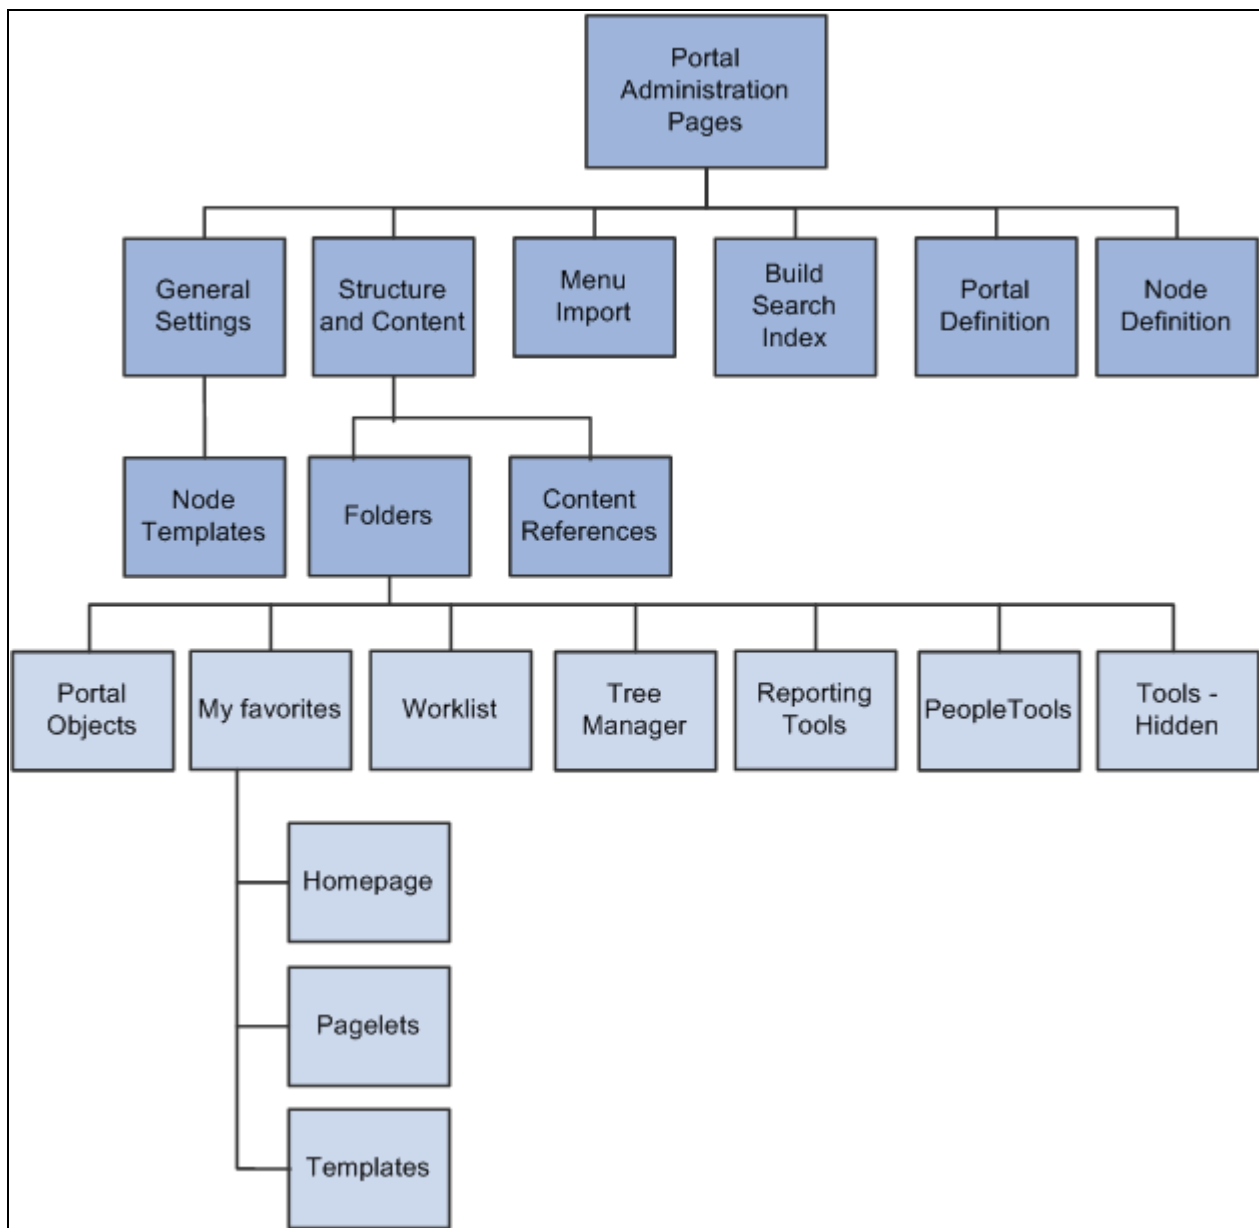 Portal
Administration
Pages
General
Settings
Structure
and Content
Menu
Import
Build
Search
Index
Portal
Definition
Node
Definition
Node
Templates
Folders
Content
References
Portal
Objects
My favorites
Worklist
Tree
Manager
Reporting
Tools
PeopleTools
Tools -
Hidden
Homepage
Pagelets
Templates